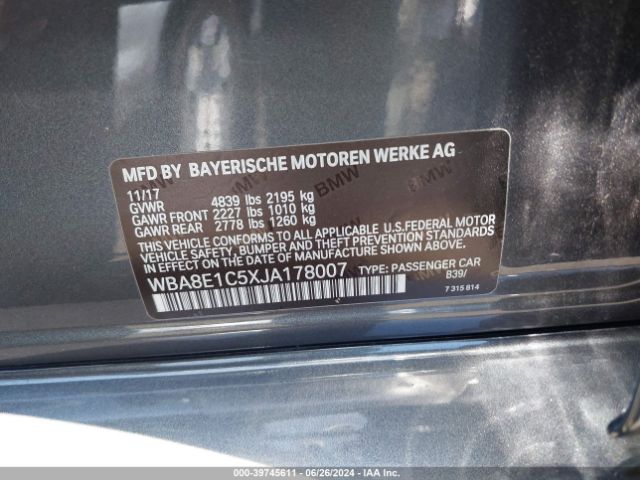 MFD BY BAYERISCHE MOTOREN WERKE AG
11/17
GVWR 4839 lbs 2195 kg
GAWR FRONT 2227 lbs 1010 kg
GAWR REAR 2778 lbs 1260 kg
THIS VEHICLE CONFORMS TO ALL APPLICABLE U.S. FEDERAL MOTOR
VEHICLE SAFETY, BUMPER AND THEFT PREVENTION STANDARDS
IN EFFECT ON THE DATE OF MANUFACTURE SHOWN ABOVE.
WBA8E1C5XJA178007 TYPE: PASSENGER CAR
B39/
7 315 814
000-39745611 - 06/26/2024 - IAA Inc.